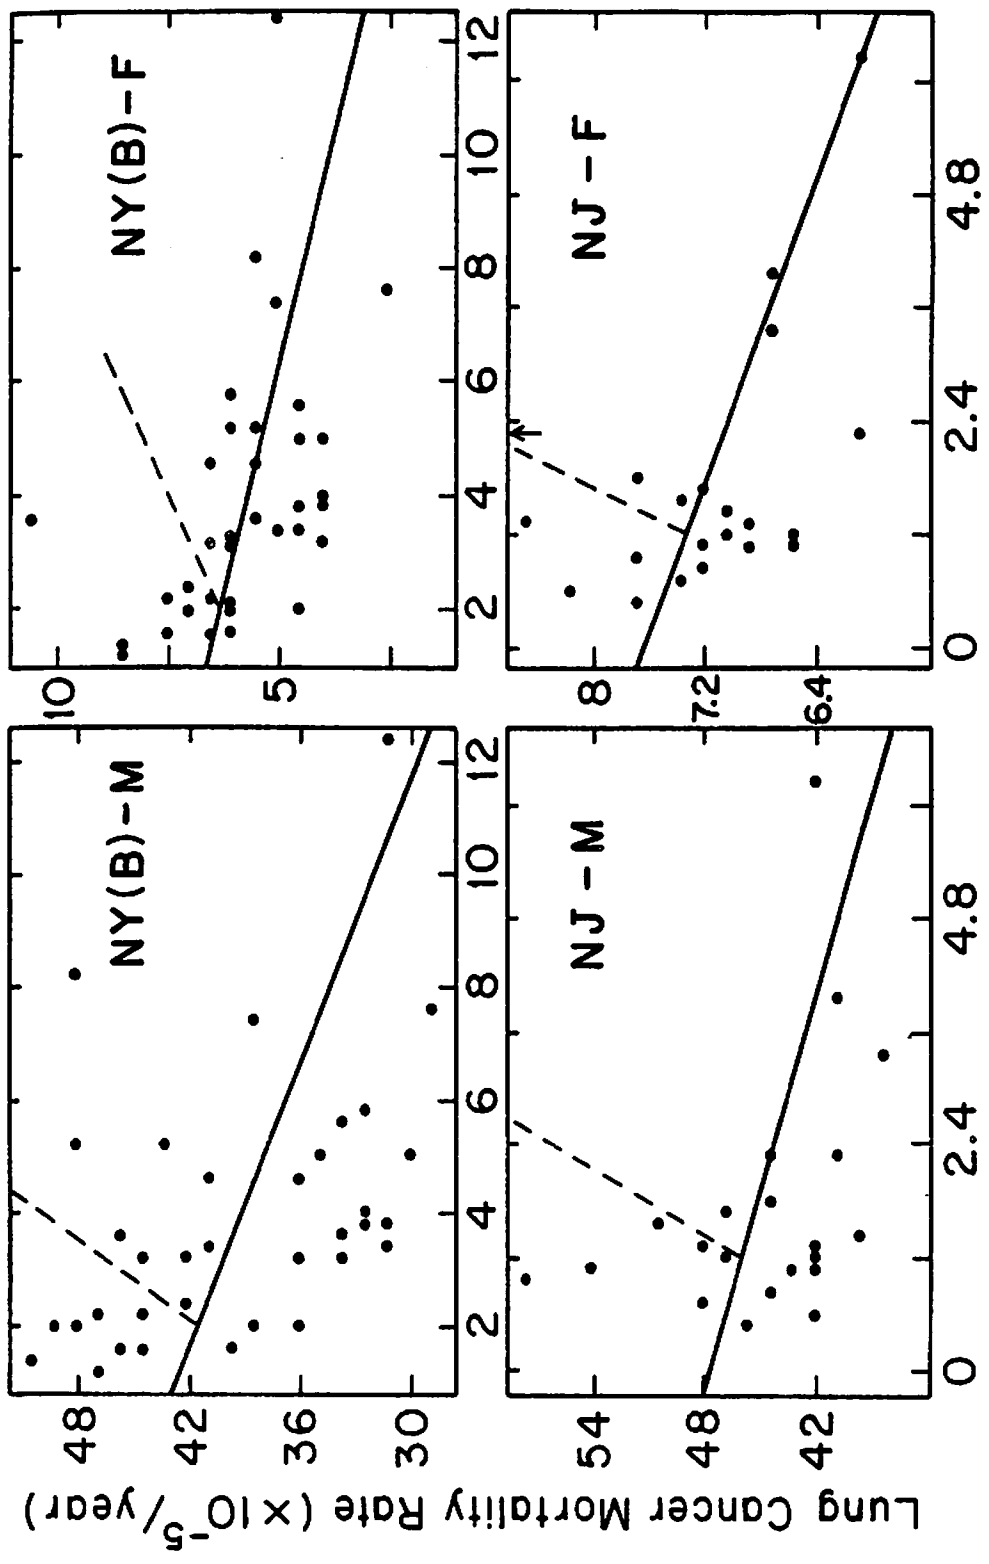 Lung Cancer Mortality Rate (×10⁻⁵/year)
NY(B)-M
48
42
36
30
2 4 6 8 10 12
NY(B)-F
10
5
2 4 6 8 10 12
NJ-M
54
48
42
0 2.4 4.8
NJ-F
8
7.2
6.4
0 2.4 4.8